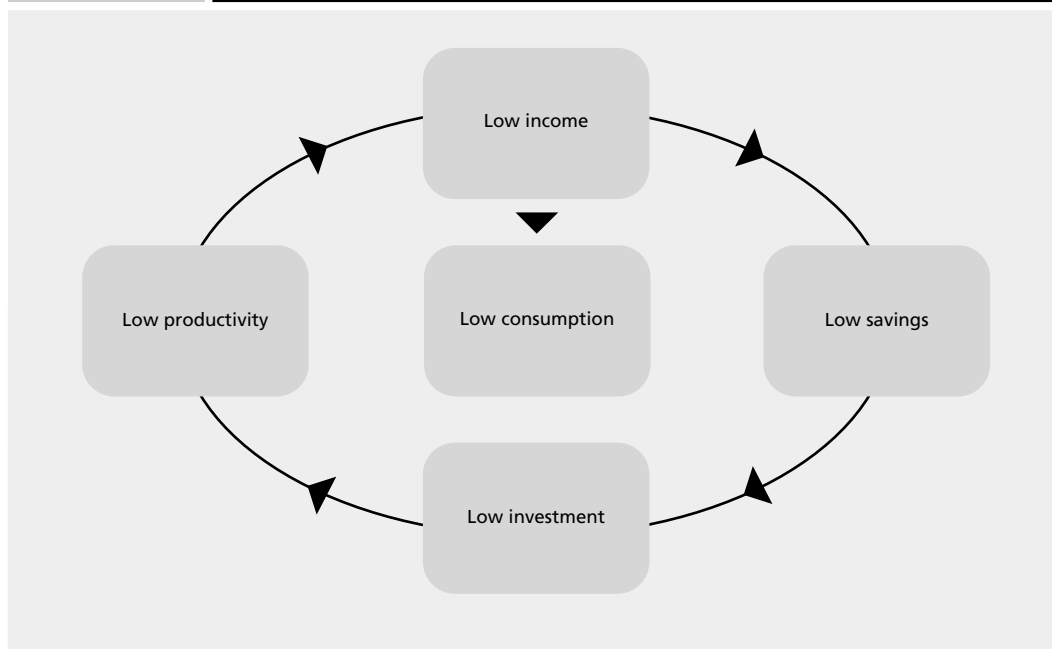 Low income
Low productivity
Low consumption
Low savings
Low investment